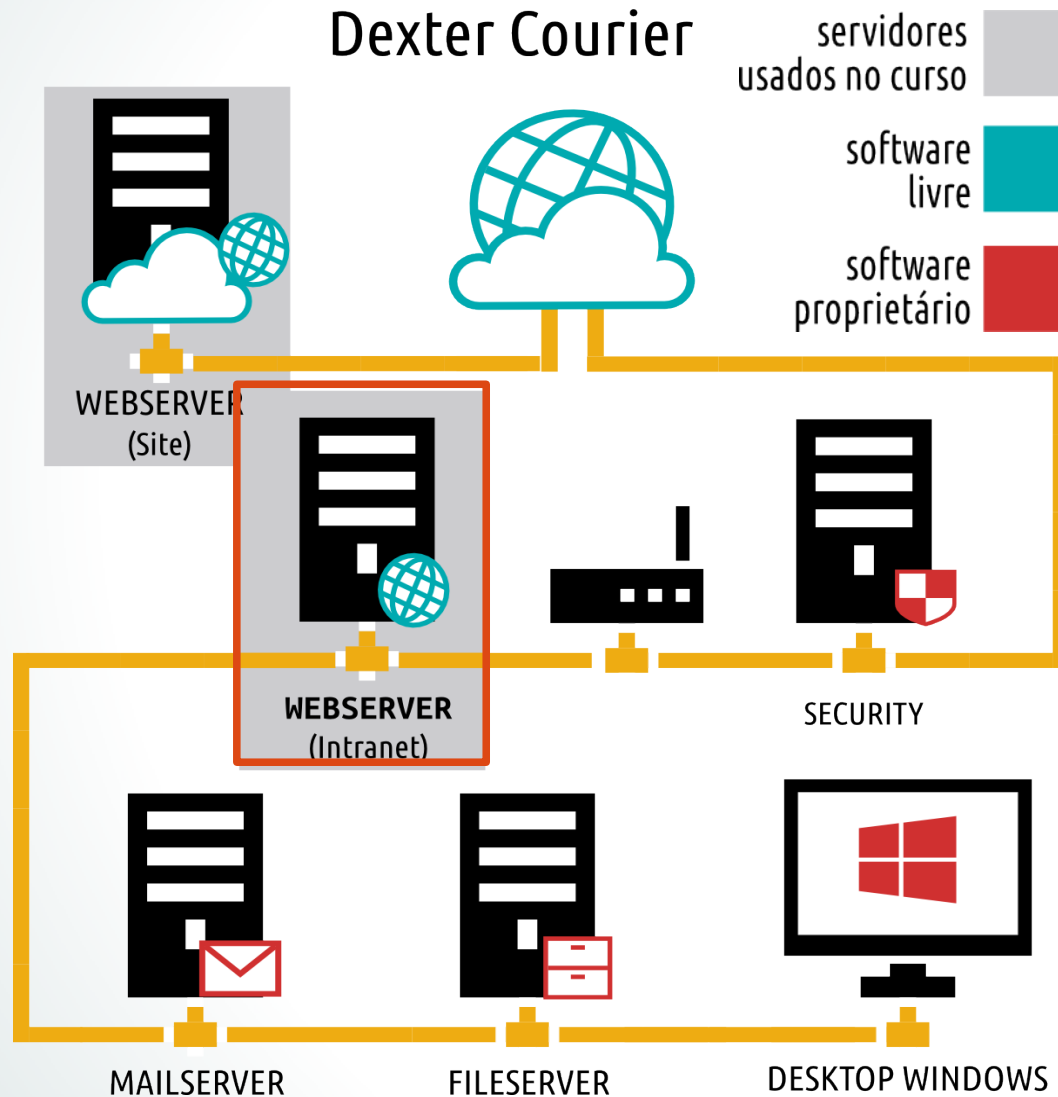 Dexter Courier
servidores
usados no curso
software
livre
software
proprietário
WEBSERVER
(Site)
WEBSERVER
(Intranet)
SECURITY
MAILSERVER
FILESERVER
DESKTOP WINDOWS